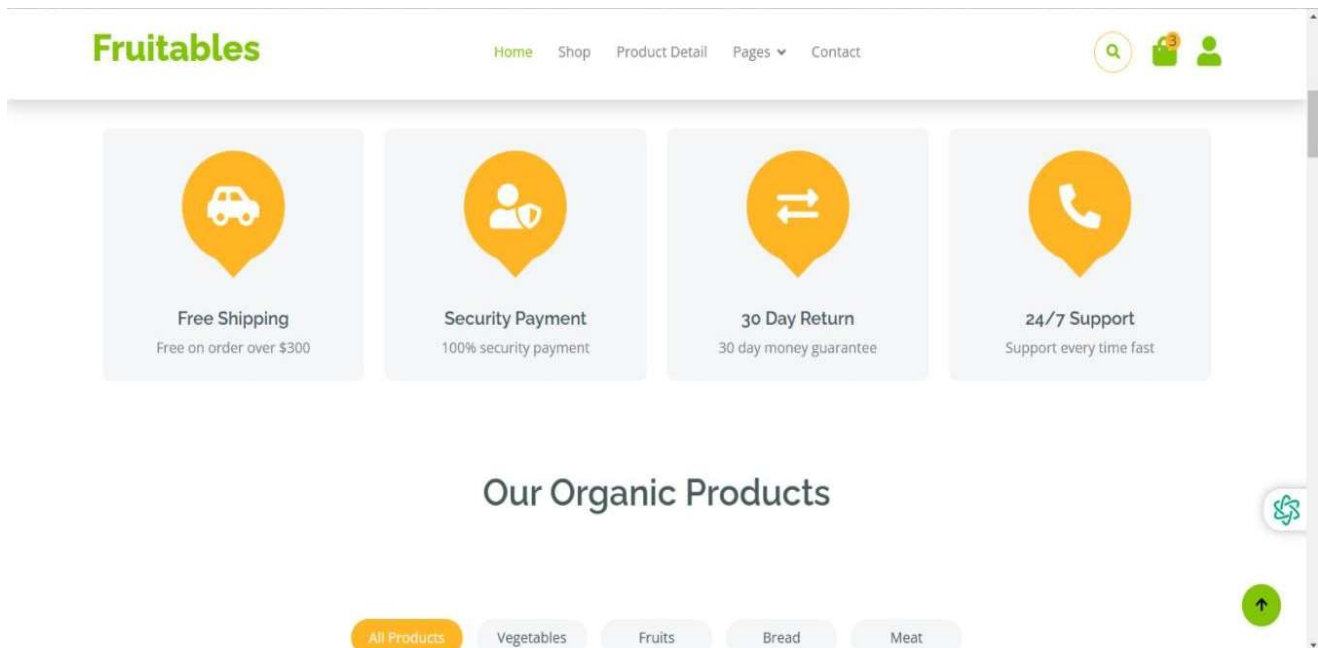 Fruitables
Home Shop Product Detail Pages Contact
3
Free Shipping
Free on order over $300
Security Payment
100% security payment
30 Day Return
30 day money guarantee
24/7 Support
Support every time fast
Our Organic Products
All Products Vegetables Fruits Bread Meat